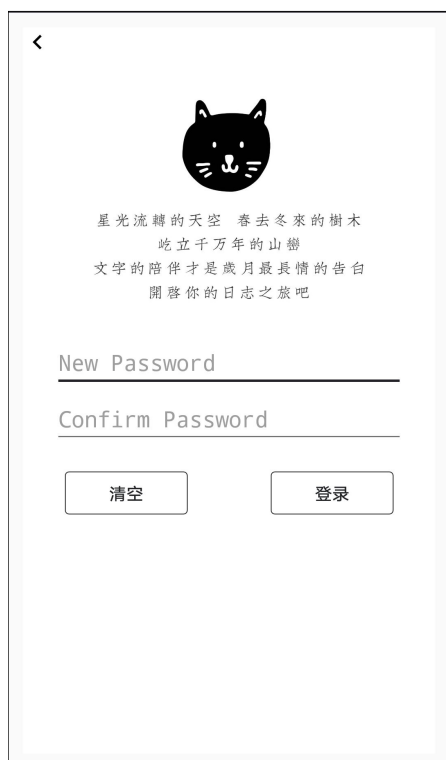 星光流轉的天空 春去冬來的樹木
屹立千万年的山巒
文字的陪伴才是歲月最長情的告白
開啓你的日志之旅吧
New Password
Confirm Password
清空
登录